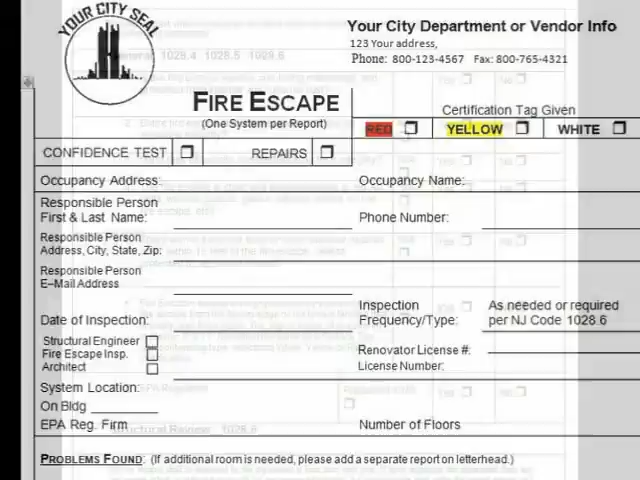 YOUR CITY SEAL
Your City Department or Vendor Info
123 Your address,
Phone: 800-123-4567 Fax: 800-765-4321
FIRE ESCAPE
(One System per Report)
Certification Tag Given
RED
YELLOW
WHITE
CONFIDENCE TEST
REPAIRS
Occupancy Address:
Occupancy Name:
Responsible Person
First & Last Name:
Phone Number:
Responsible Person
Address, City, State, Zip:
Responsible Person
E–Mail Address
Date of Inspection:
Inspection
Frequency/Type:
As needed or required
per NJ Code 1028.6
Structural Engineer
Fire Escape Insp.
Architect
Renovator License #:
License Number:
System Location:
On Bldg
EPA Reg. Firm
Number of Floors
PROBLEMS FOUND: (If additional room is needed, please add a separate report on letterhead.)